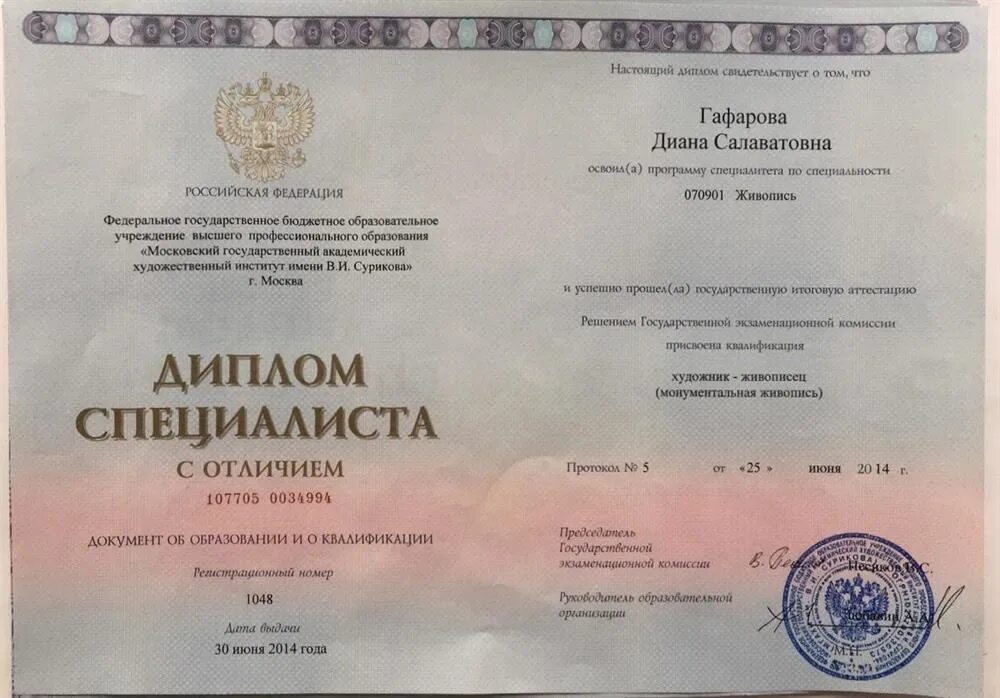 РОССИЙСКАЯ ФЕДЕРАЦИЯ
Федеральное государственное бюджетное образовательное
учреждение высшего профессионального образования
«Московский государственный академический
художественный институт имени В.И. Сурикова»
г. Москва
ДИПЛОМ
СПЕЦИАЛИСТА
С ОТЛИЧИЕМ
107705 0034994
ДОКУМЕНТ ОБ ОБРАЗОВАНИИ И О КВАЛИФИКАЦИИ
Регистрационный номер
1048
Дата выдачи
30 июня 2014 года
Настоящий диплом свидетельствует о том, что
Гафарова
Диана Салаватовна
освоил(а) программу специалитета по специальности
070901 Живопись
и успешно прошел(ла) государственную итоговую аттестацию
Решением Государственной экзаменационной комиссии
присвоена квалификация
художник - живописец
(монументальная живопись)
Протокол № 5 от «25 » июня 2014 г.
Председатель
Государственной
экзаменационной комиссии
Песиков В.С.
Руководитель образовательной
организации
М.П.